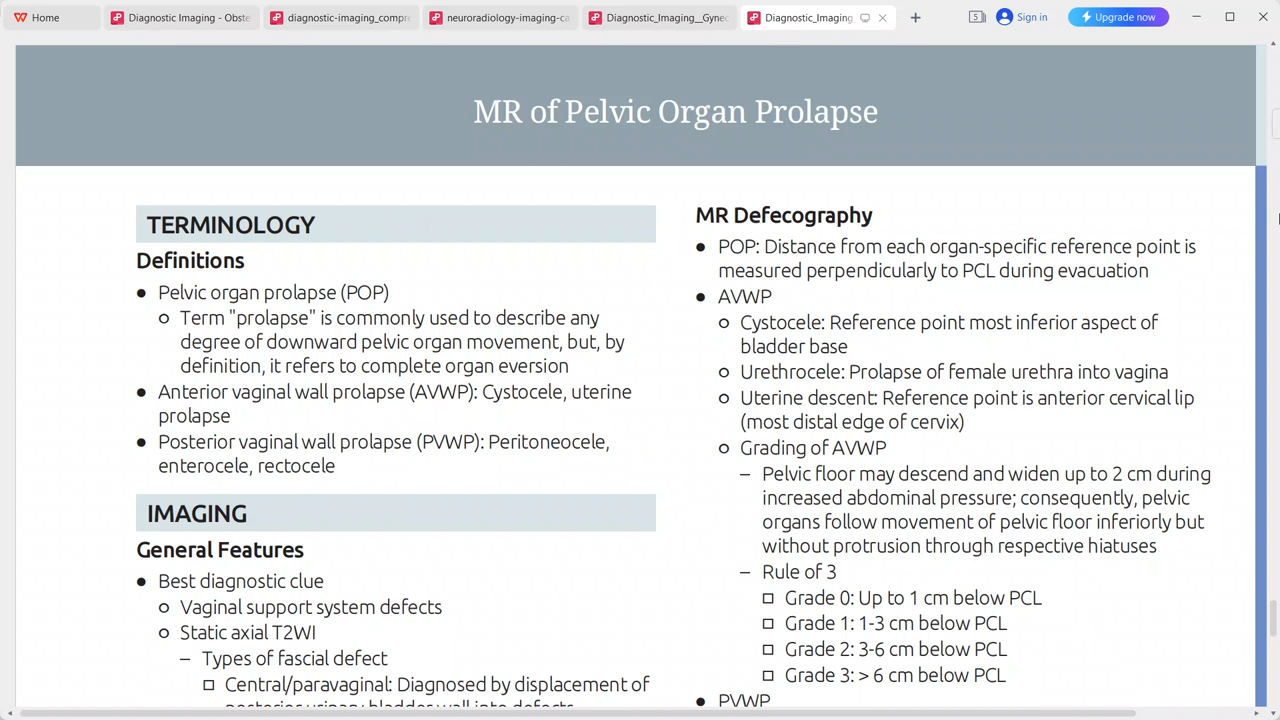 Home
Diagnostic Imaging - Obste
diagnostic-imaging_compre
neuroradiology-imaging-ca
Diagnostic_Imaging__Gyneco
Diagnostic_Imaging_
5
Sign in
Upgrade now
MR of Pelvic Organ Prolapse
TERMINOLOGY
Definitions
● Pelvic organ prolapse (POP)
○ Term "prolapse" is commonly used to describe any
degree of downward pelvic organ movement, but, by
definition, it refers to complete organ eversion
● Anterior vaginal wall prolapse (AVWP): Cystocele, uterine
prolapse
● Posterior vaginal wall prolapse (PVWP): Peritoneocele,
enterocele, rectocele
IMAGING
General Features
● Best diagnostic clue
○ Vaginal support system defects
○ Static axial T2WI
– Types of fascial defect
□ Central/paravaginal: Diagnosed by displacement of
posterior urinary bladder wall into defects
MR Defecography
● POP: Distance from each organ-specific reference point is
measured perpendicularly to PCL during evacuation
● AVWP
○ Cystocele: Reference point most inferior aspect of
bladder base
○ Urethrocele: Prolapse of female urethra into vagina
○ Uterine descent: Reference point is anterior cervical lip
(most distal edge of cervix)
○ Grading of AVWP
– Pelvic floor may descend and widen up to 2 cm during
increased abdominal pressure; consequently, pelvic
organs follow movement of pelvic floor inferiorly but
without protrusion through respective hiatuses
– Rule of 3
□ Grade 0: Up to 1 cm below PCL
□ Grade 1: 1-3 cm below PCL
□ Grade 2: 3-6 cm below PCL
□ Grade 3: > 6 cm below PCL
● PVWP